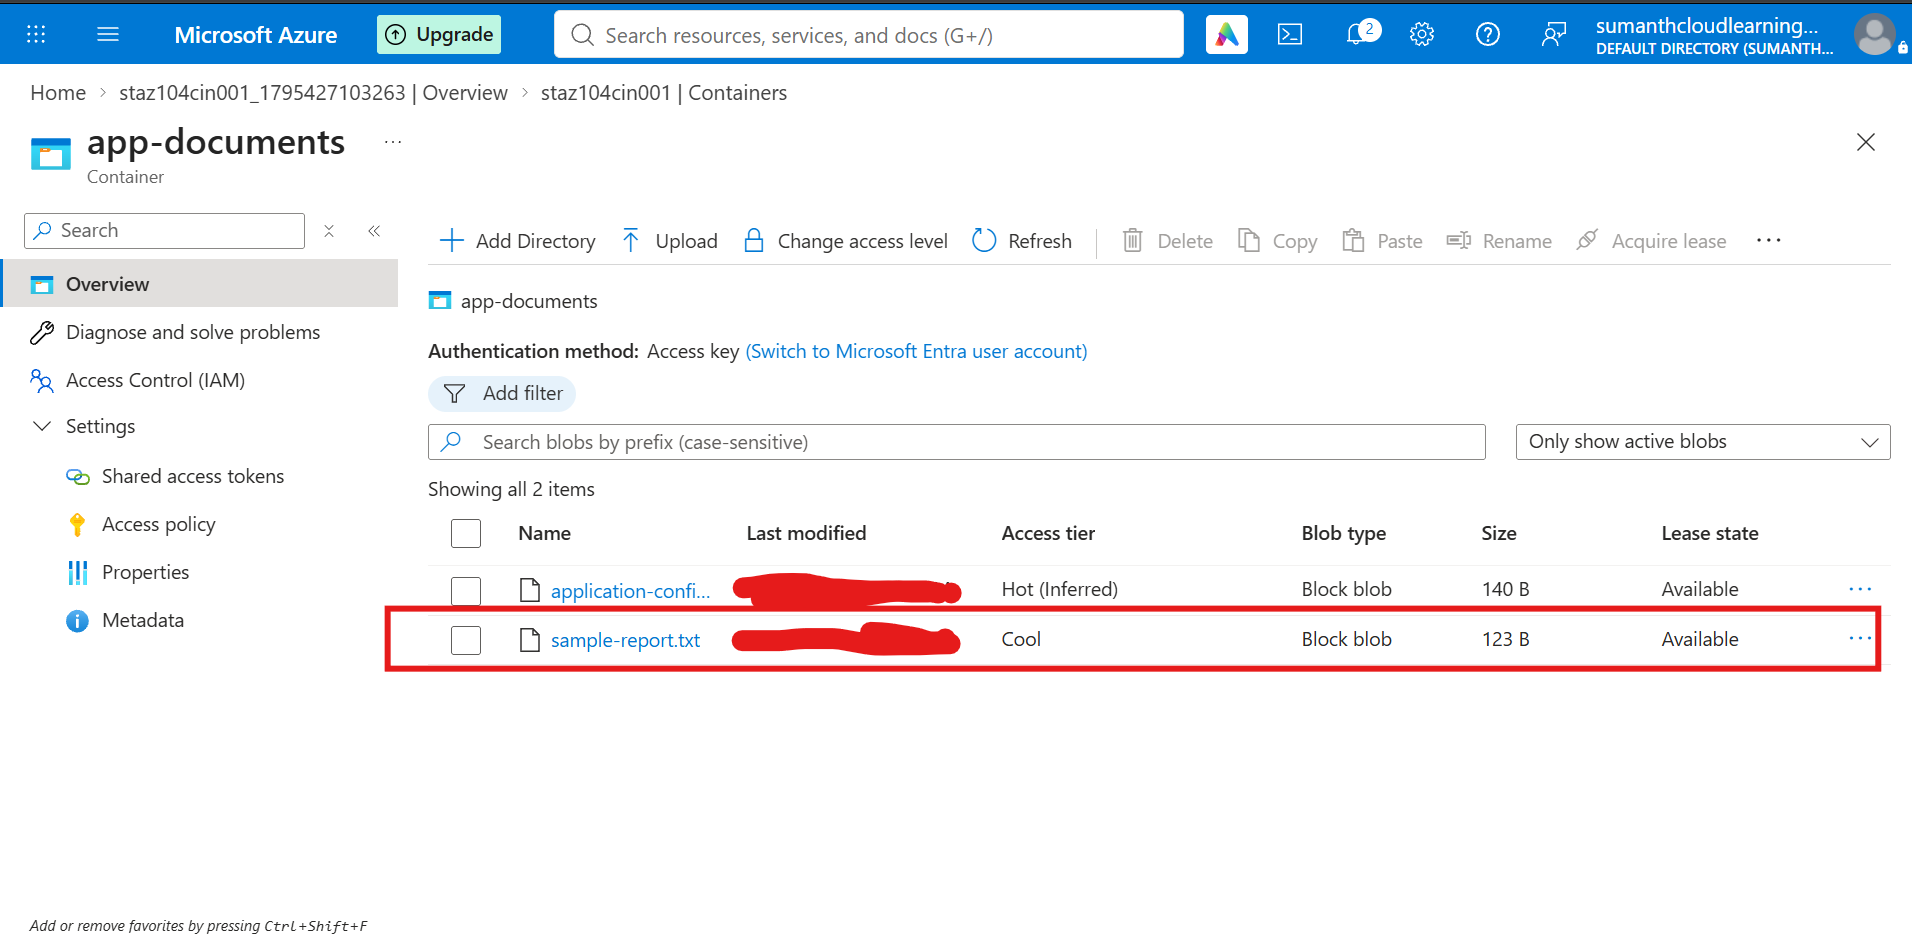 Microsoft Azure
Upgrade
Search resources, services, and docs (G+/)
2
sumanthcloudlearning...
DEFAULT DIRECTORY (SUMANTH...
Home > staz104cin001_1795427103263 | Overview > staz104cin001 | Containers
app-documents ...
Container
Search
Overview
Diagnose and solve problems
Access Control (IAM)
Settings
Shared access tokens
Access policy
Properties
Metadata
Add Directory Upload Change access level Refresh Delete Copy Paste Rename Acquire lease ...
app-documents
Authentication method: Access key (Switch to Microsoft Entra user account)
Add filter
Search blobs by prefix (case-sensitive) Only show active blobs
Showing all 2 items
Name Last modified Access tier Blob type Size Lease state
application-confi... Hot (Inferred) Block blob 140 B Available ...
sample-report.txt Cool Block blob 123 B Available ...
Add or remove favorites by pressing Ctrl+Shift+F